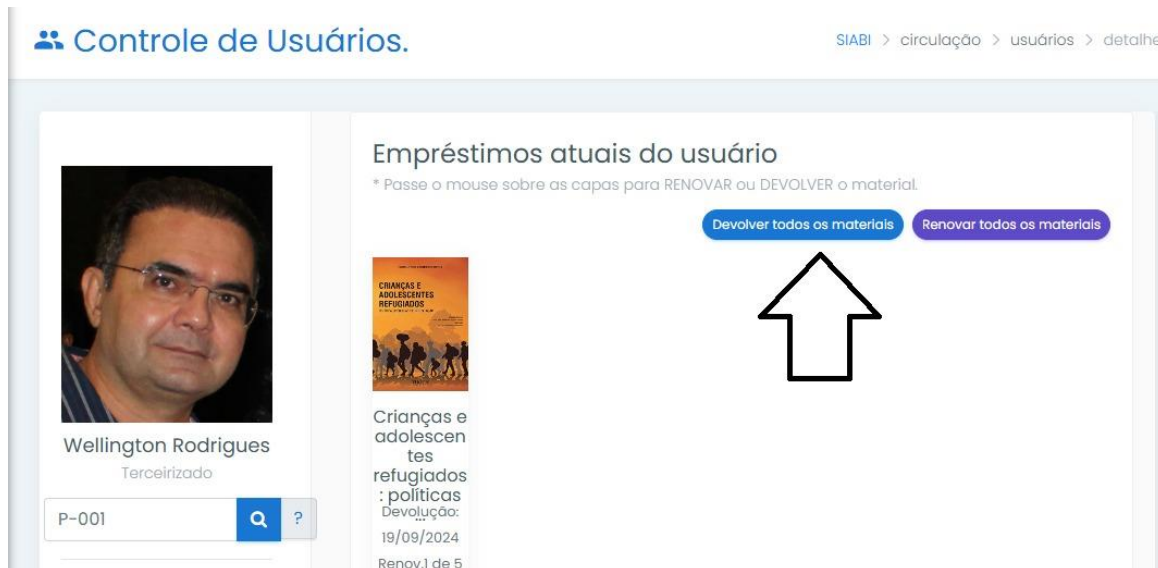 Controle de Usuários.
SIABI > circulação > usuários > detalhe
Empréstimos atuais do usuário
* Passe o mouse sobre as capas para RENOVAR ou DEVOLVER o material.
Devolver todos os materiais
Renovar todos os materiais
CRIANÇAS E
ADOLESCENTES
REFUGIADOS
Wellington Rodrigues
Terceirizado
P-001
?
Crianças e
adolescen
tes
refugiados
: políticas
...
Devolução:
19/09/2024
Renov.1 de 5